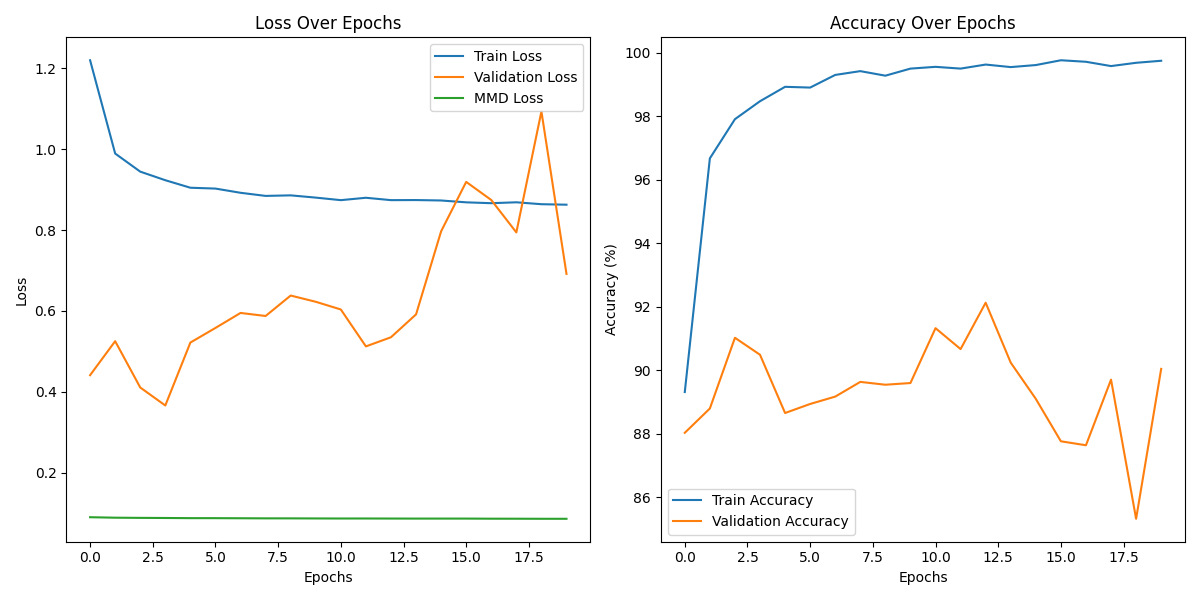 Loss Over Epochs
Train Loss
Validation Loss
MMD Loss
1.2
1.0
0.8
0.6
0.4
0.2
Loss
0.0 2.5 5.0 7.5 10.0 12.5 15.0 17.5
Epochs
Accuracy Over Epochs
100
98
96
94
92
90
88
86
Accuracy (%)
Train Accuracy
Validation Accuracy
0.0 2.5 5.0 7.5 10.0 12.5 15.0 17.5
Epochs